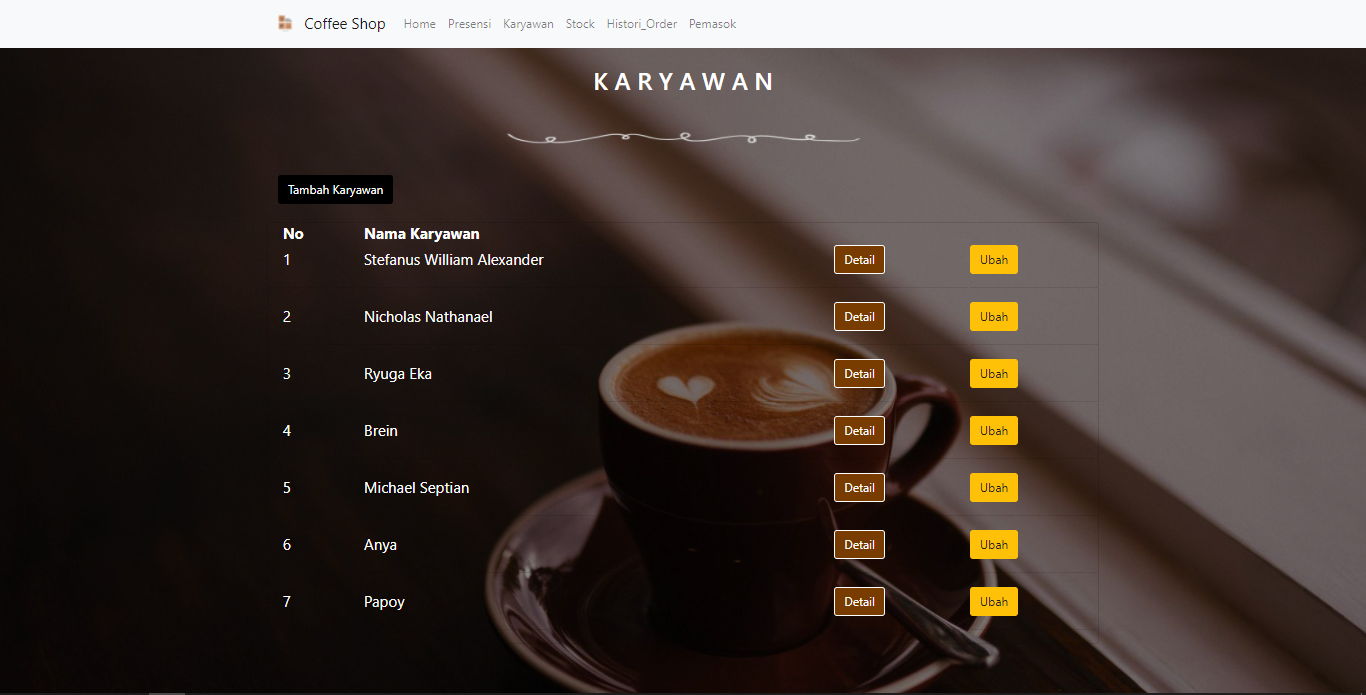 Coffee Shop Home Presensi Karyawan Stock Histori_Order Pemasok
KARYAWAN
Tambah Karyawan
No Nama Karyawan
1 Stefanus William Alexander Detail Ubah
2 Nicholas Nathanael Detail Ubah
3 Ryuga Eka Detail Ubah
4 Brein Detail Ubah
5 Michael Septian Detail Ubah
6 Anya Detail Ubah
7 Papoy Detail Ubah